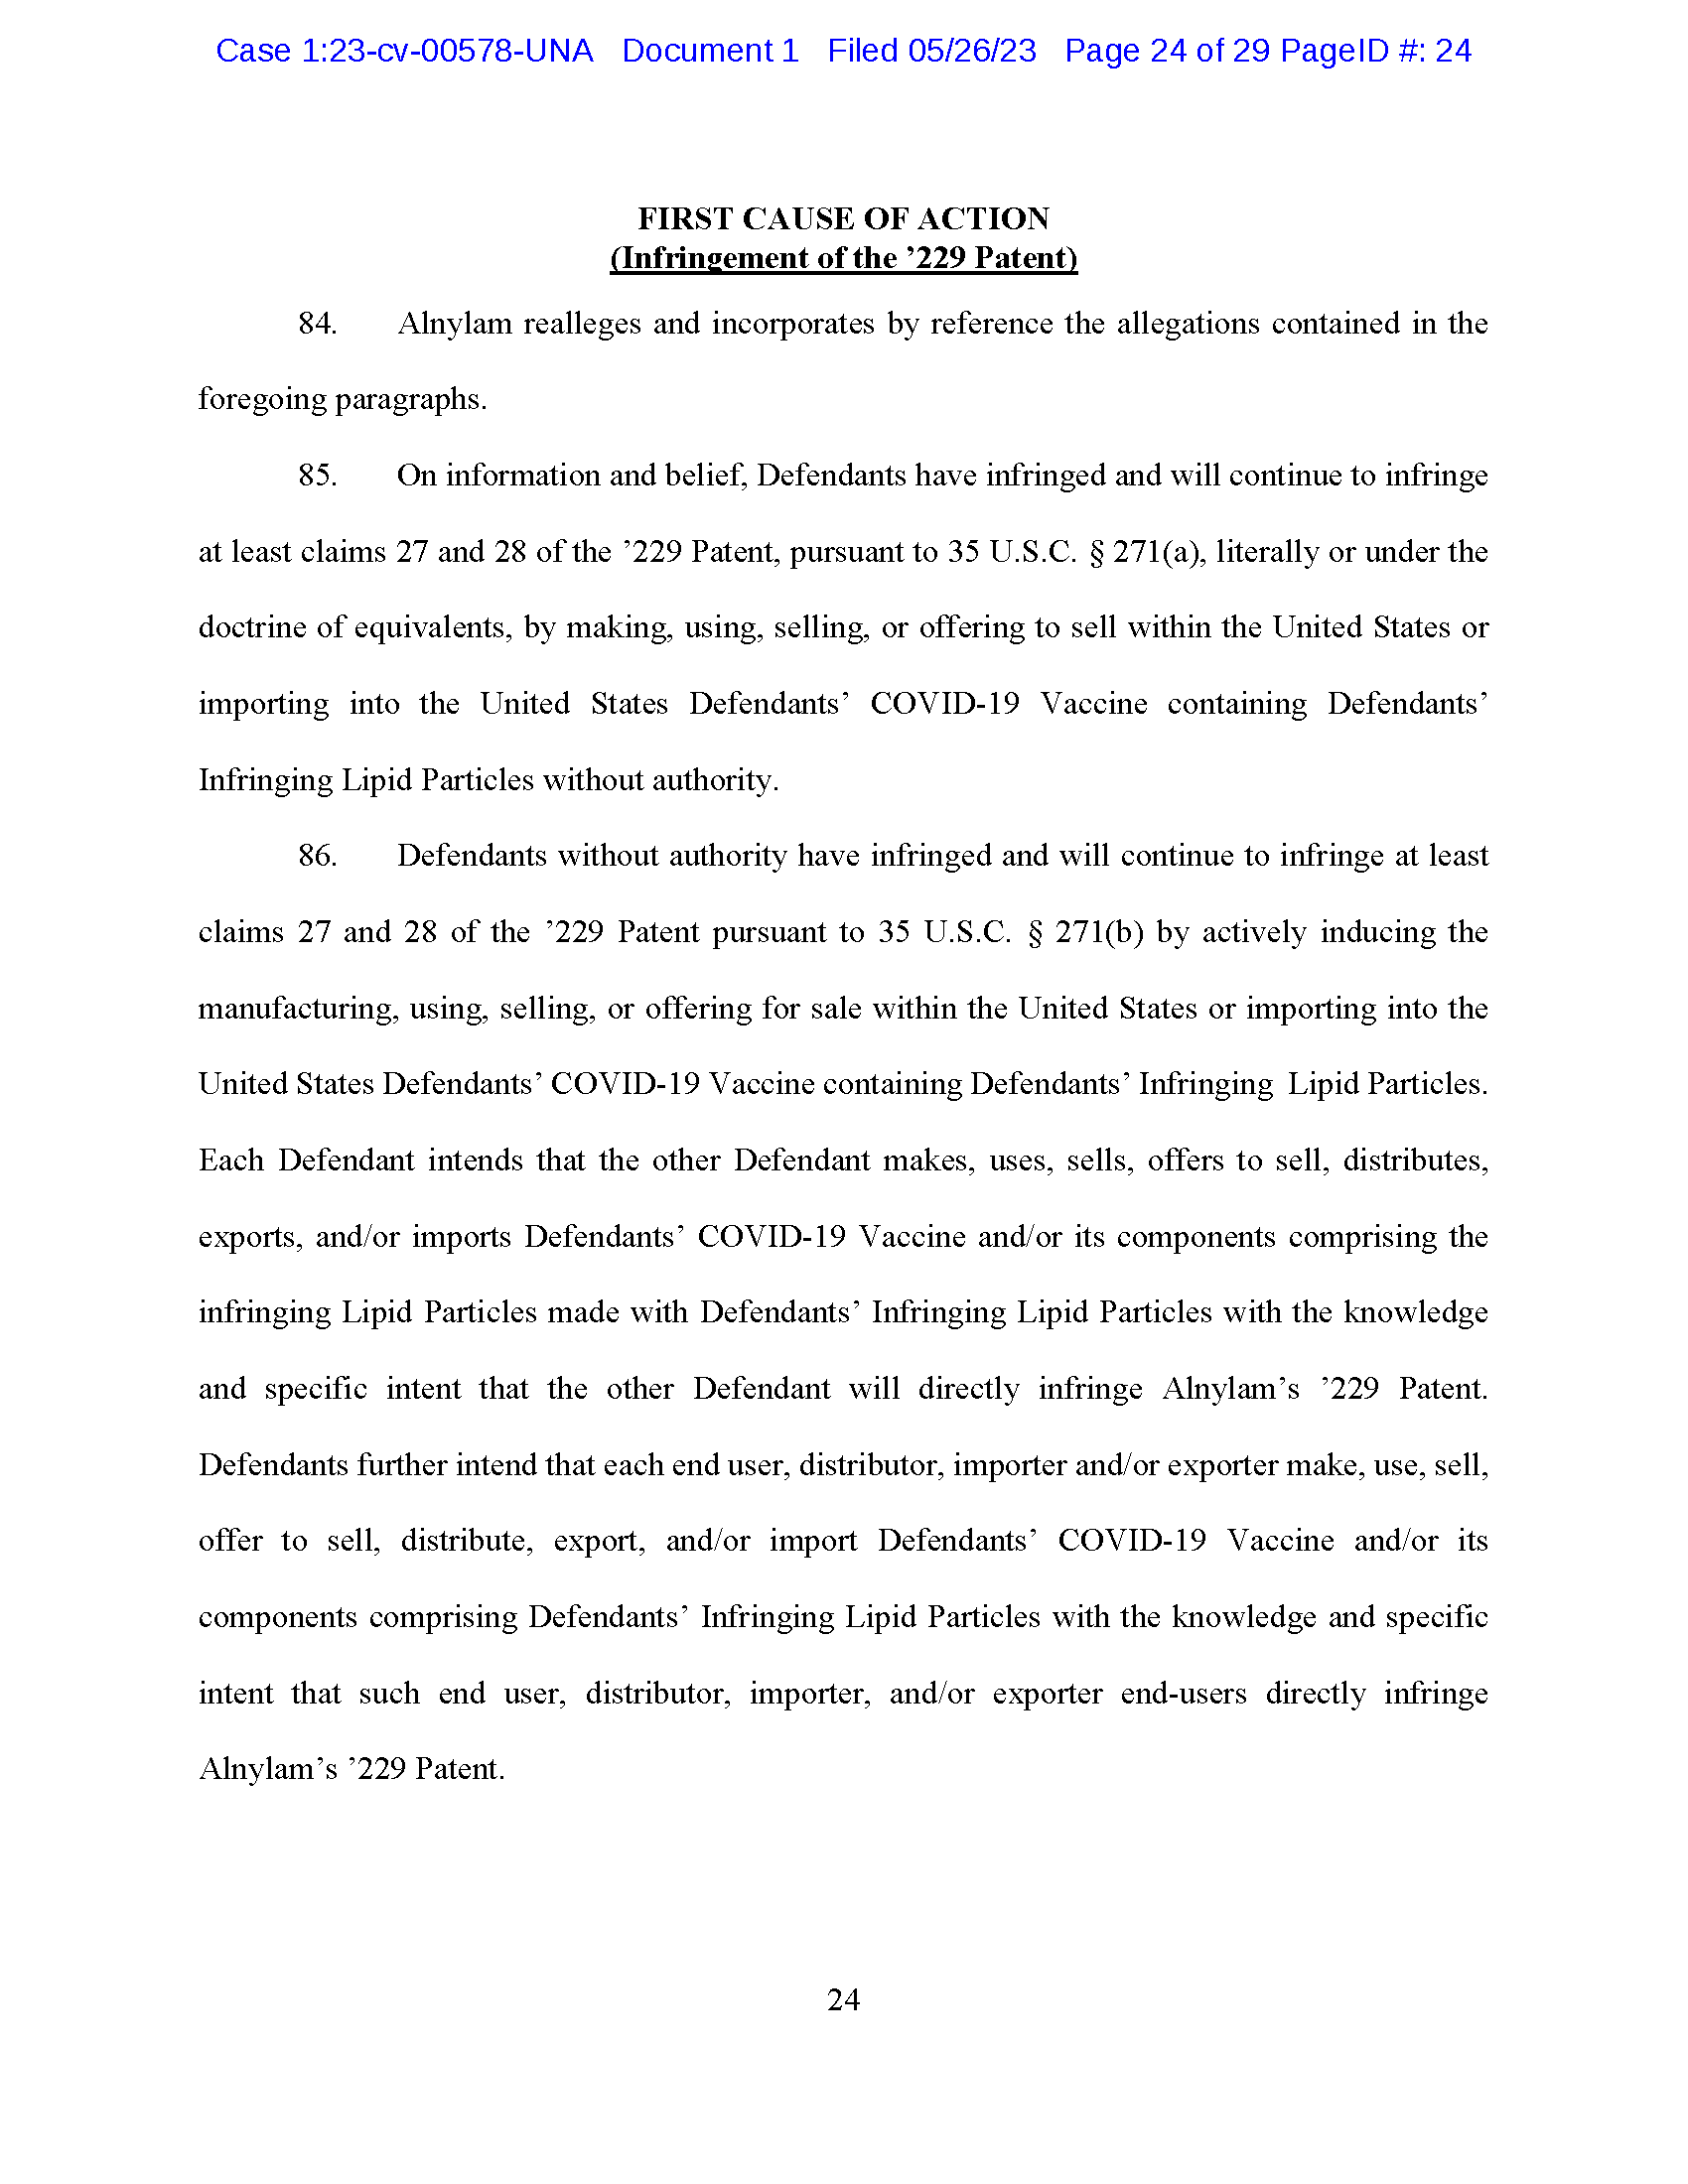 Case 1:23-cv-00578-UNA Document 1 Filed 05/26/23 Page 24 of 29 PageID #: 24
FIRST CAUSE OF ACTION
(Infringement of the ’229 Patent)
84. Alnylam realleges and incorporates by reference the allegations contained in the
foregoing paragraphs.
85. On information and belief, Defendants have infringed and will continue to infringe
at least claims 27 and 28 of the ’229 Patent, pursuant to 35 U.S.C. § 271(a), literally or under the
doctrine of equivalents, by making, using, selling, or offering to sell within the United States or
importing into the United States Defendants’ COVID-19 Vaccine containing Defendants’
Infringing Lipid Particles without authority.
86. Defendants without authority have infringed and will continue to infringe at least
claims 27 and 28 of the ’229 Patent pursuant to 35 U.S.C. § 271(b) by actively inducing the
manufacturing, using, selling, or offering for sale within the United States or importing into the
United States Defendants’ COVID-19 Vaccine containing Defendants’ Infringing Lipid Particles.
Each Defendant intends that the other Defendant makes, uses, sells, offers to sell, distributes,
exports, and/or imports Defendants’ COVID-19 Vaccine and/or its components comprising the
infringing Lipid Particles made with Defendants’ Infringing Lipid Particles with the knowledge
and specific intent that the other Defendant will directly infringe Alnylam’s ’229 Patent.
Defendants further intend that each end user, distributor, importer and/or exporter make, use, sell,
offer to sell, distribute, export, and/or import Defendants’ COVID-19 Vaccine and/or its
components comprising Defendants’ Infringing Lipid Particles with the knowledge and specific
intent that such end user, distributor, importer, and/or exporter end-users directly infringe
Alnylam’s ’229 Patent.
24